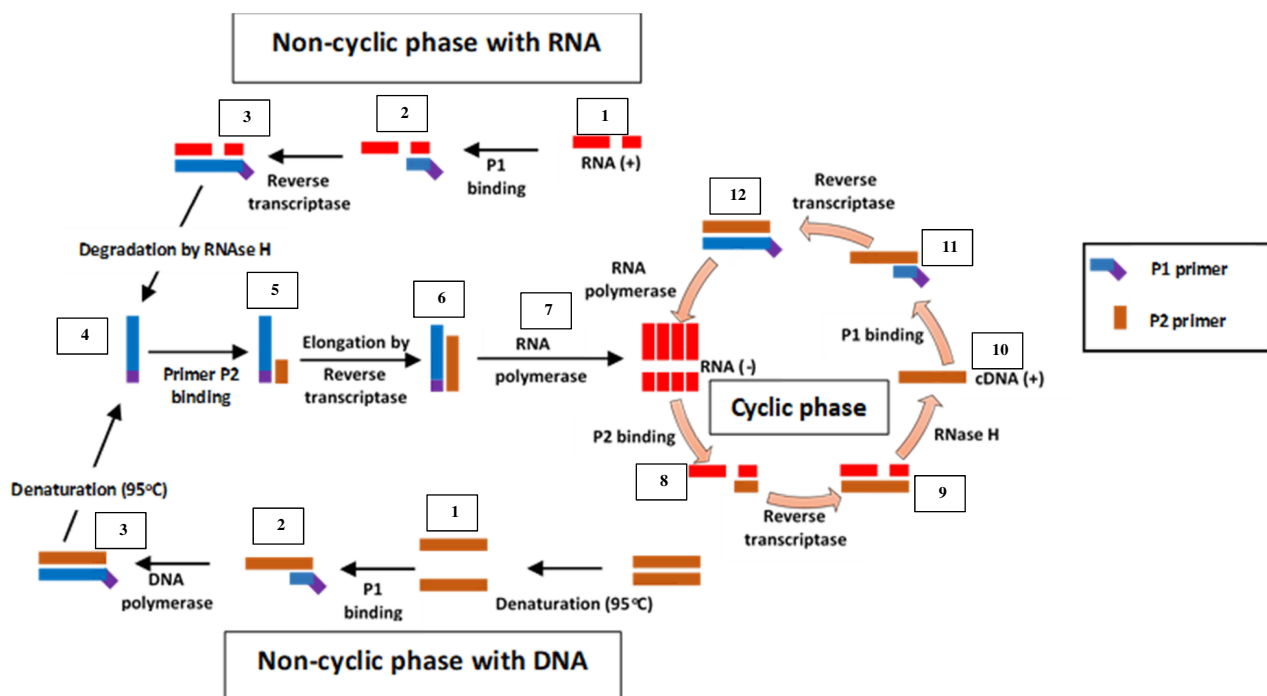 Non-cyclic phase with RNA
3
2
1
RNA (+)
P1
binding
Reverse
transcriptase
Degradation by RNAse H
4
5
6
7
Primer P2
binding
Elongation by
Reverse
transcriptase
RNA
polymerase
12
Reverse
transcriptase
11
RNA
polymerase
P1 binding
10
cDNA (+)
RNA (-)
Cyclic phase
P2 binding
RNase H
8
9
Reverse
transcriptase
P1 primer
P2 primer
Denaturation (95°C)
3
2
1
DNA
polymerase
P1
binding
Denaturation (95°C)
Non-cyclic phase with DNA